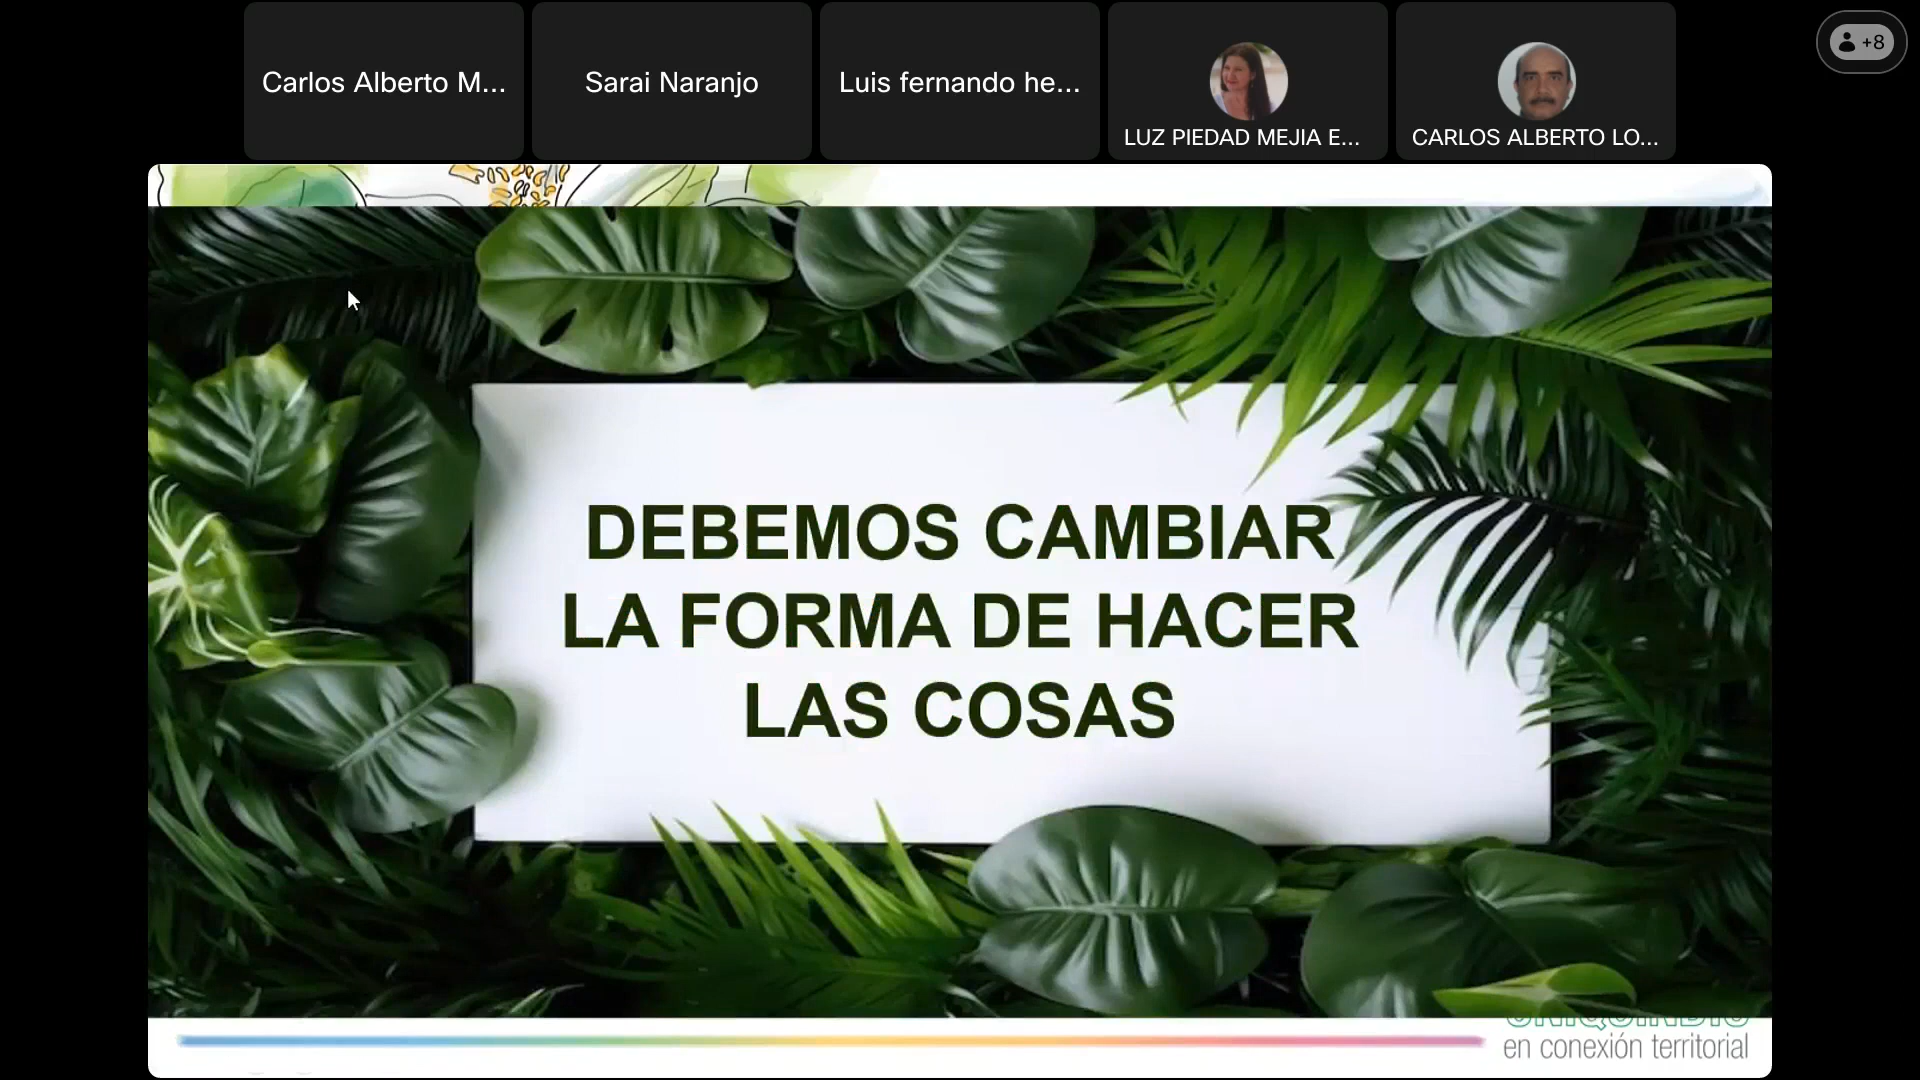 Carlos Alberto M...
Sarai Naranjo
Luis fernando he...
LUZ PIEDAD MEJIA E...
CARLOS ALBERTO LO...
+8
DEBEMOS CAMBIAR
LA FORMA DE HACER
LAS COSAS
UNIQUINDÍO
en conexión territorial